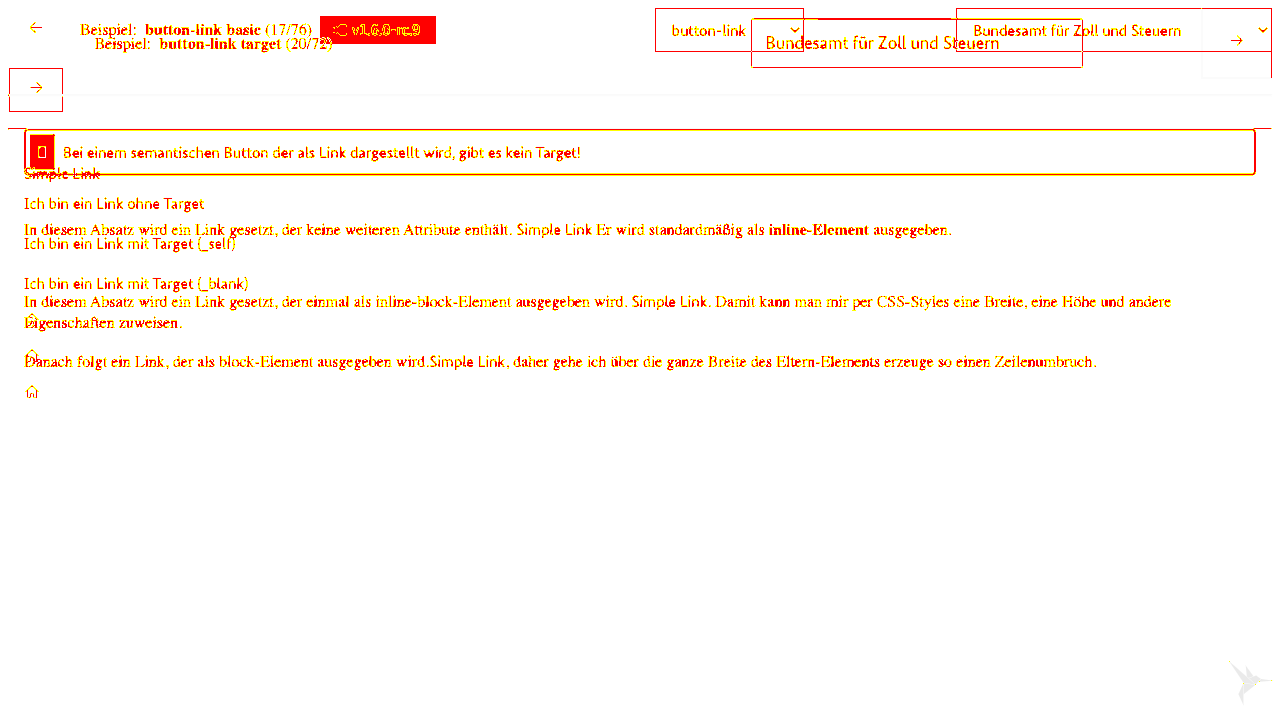 Beispiel: button-link basic (17/76) v1.6.0-rc.9 button-link Bundesamt für Zoll und Steuern
Beispiel: button-link target (20/72) Bundesamt für Zoll und Steuern
Bei einem semantischen Button der als Link dargestellt wird, gibt es kein Target!
Simple Link
Ich bin ein Link ohne Target
In diesem Absatz wird ein Link gesetzt, der keine weiteren Attribute enthält. Simple Link Er wird standardmäßig als inline-Element ausgegeben.
Ich bin ein Link mit Target (_self)
Ich bin ein Link mit Target (_blank)
In diesem Absatz wird ein Link gesetzt, der einmal als inline-block-Element ausgegeben wird. Simple Link. Damit kann man mir per CSS-Styles eine Breite, eine Höhe und andere
Eigenschaften zuweisen.
Danach folgt ein Link, der als block-Element ausgegeben wird.Simple Link, daher gehe ich über die ganze Breite des Eltern-Elements erzeuge so einen Zeilenumbruch.